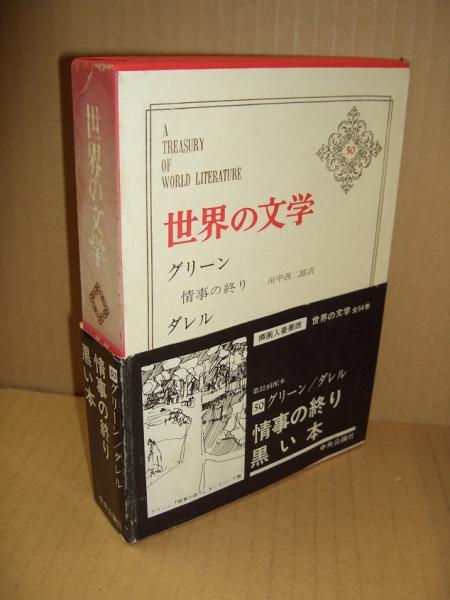 世界の文学
A
TREASURY
OF
WORLD LITERATURE
50
世界の文学
グリーン
情事の終り
田中西二郎訳
ダレル
挿画入豪華版
世界の文学 全54巻
第37回配本
50 グリーン/ダレル
情事の終り
黒い本
中央公論社
グリーン/ダレル
情事の終り
黒い本
中央公論社